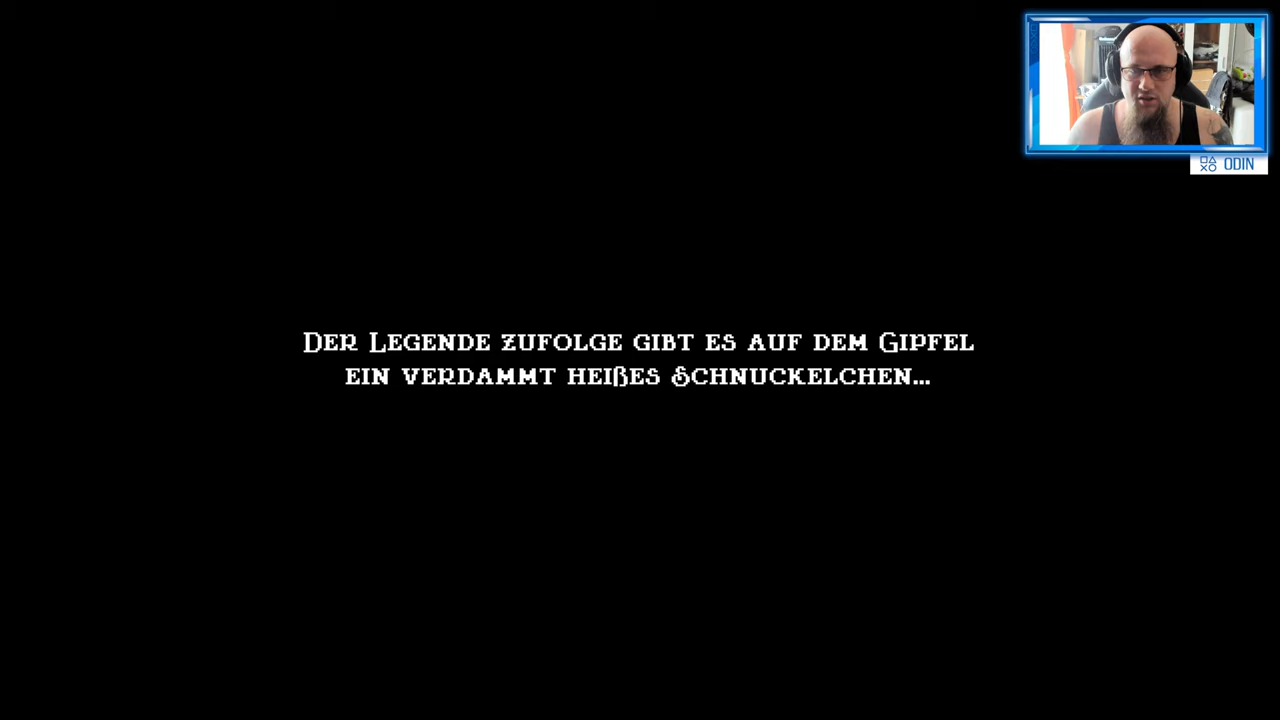 Der Legende zufolge gibt es auf dem Gipfel
ein verdammt heißes Schnuckelchen...
ODIN